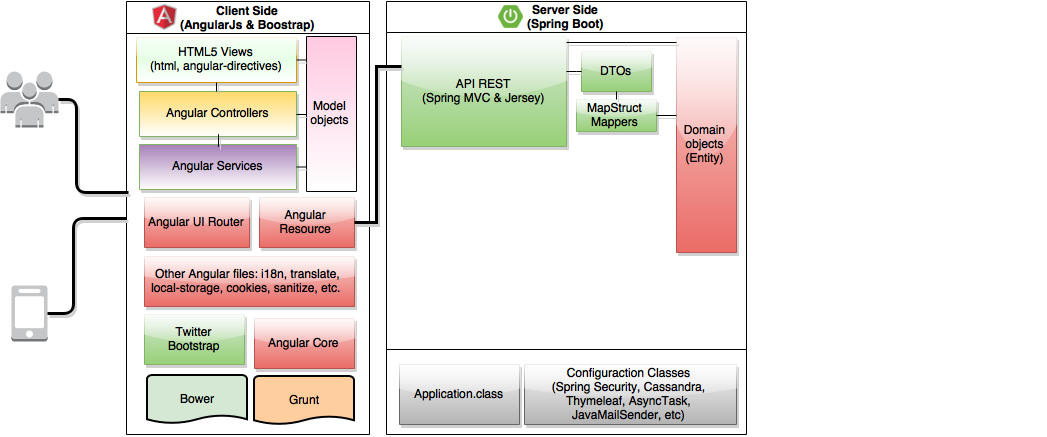 Client Side
(AngularJs & Boostrap)
HTML5 Views
(html, angular-directives)
Angular Controllers
Angular Services
Model
objects
Angular UI Router
Angular
Resource
Other Angular files: i18n, translate,
local-storage, cookies, sanitize, etc.
Twitter
Bootstrap
Angular Core
Bower
Grunt
Server Side
(Spring Boot)
API REST
(Spring MVC & Jersey)
DTOs
MapStruct
Mappers
Domain
objects
(Entity)
Application.class
Configuraction Classes
(Spring Security, Cassandra,
Thymeleaf, AsyncTask,
JavaMailSender, etc)